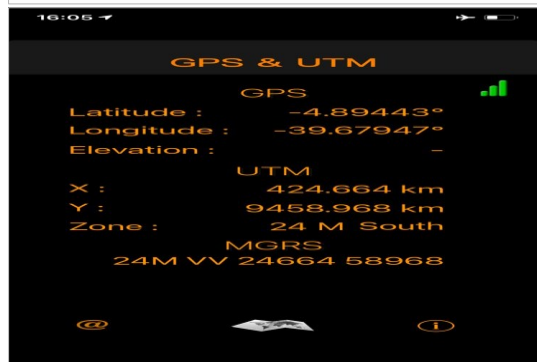 16:05
GPS & UTM
GPS
Latitude : -4.89443°
Longitude : -39.67947°
Elevation : -
UTM
X : 424.664 km
Y : 9458.968 km
Zone : 24 M South
MGRS
24M VV 24664 58968
@
i